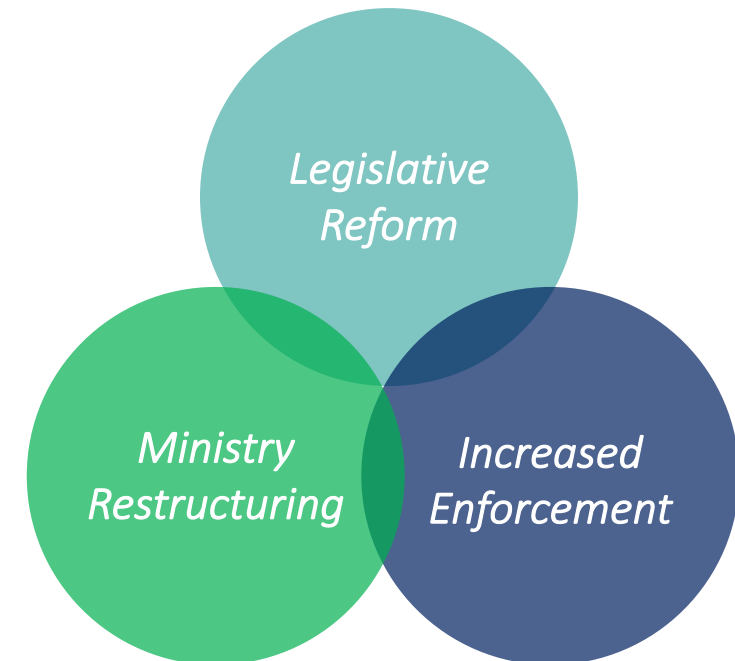 Legislative
Reform
Ministry
Restructuring
Increased
Enforcement